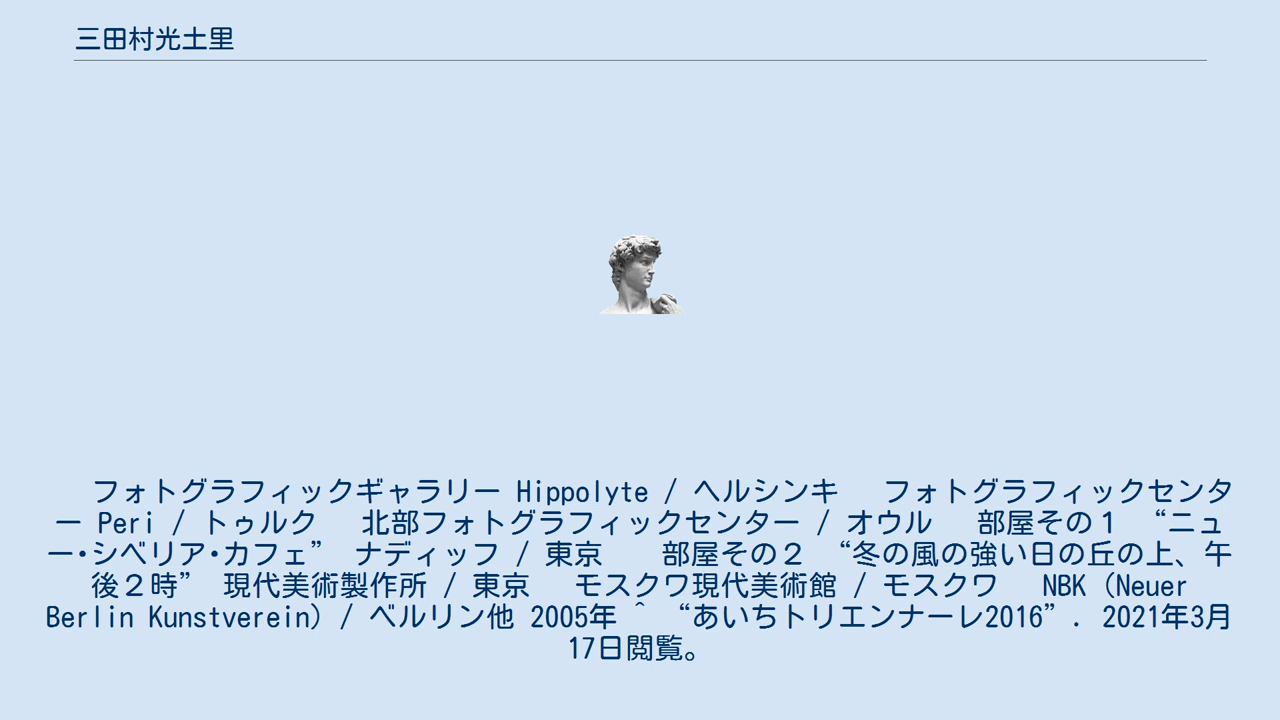 三田村光土里
フォトグラフィックギャラリー Hippolyte / ヘルシンキ　フォトグラフィックセンタ
ー Peri / トゥルク　北部フォトグラフィックセンター / オウル　部屋その１　“ニュ
ー・シベリア・カフェ”　ナディッフ / 東京　　部屋その２　“冬の風の強い日の丘の上、午
後２時”　現代美術製作所 / 東京　モスクワ現代美術館 / モスクワ　NBK (Neuer
Berlin Kunstverein) / ベルリン他 2005年 ^ “あいちトリエンナーレ2016”. 2021年3月
17日閲覧。